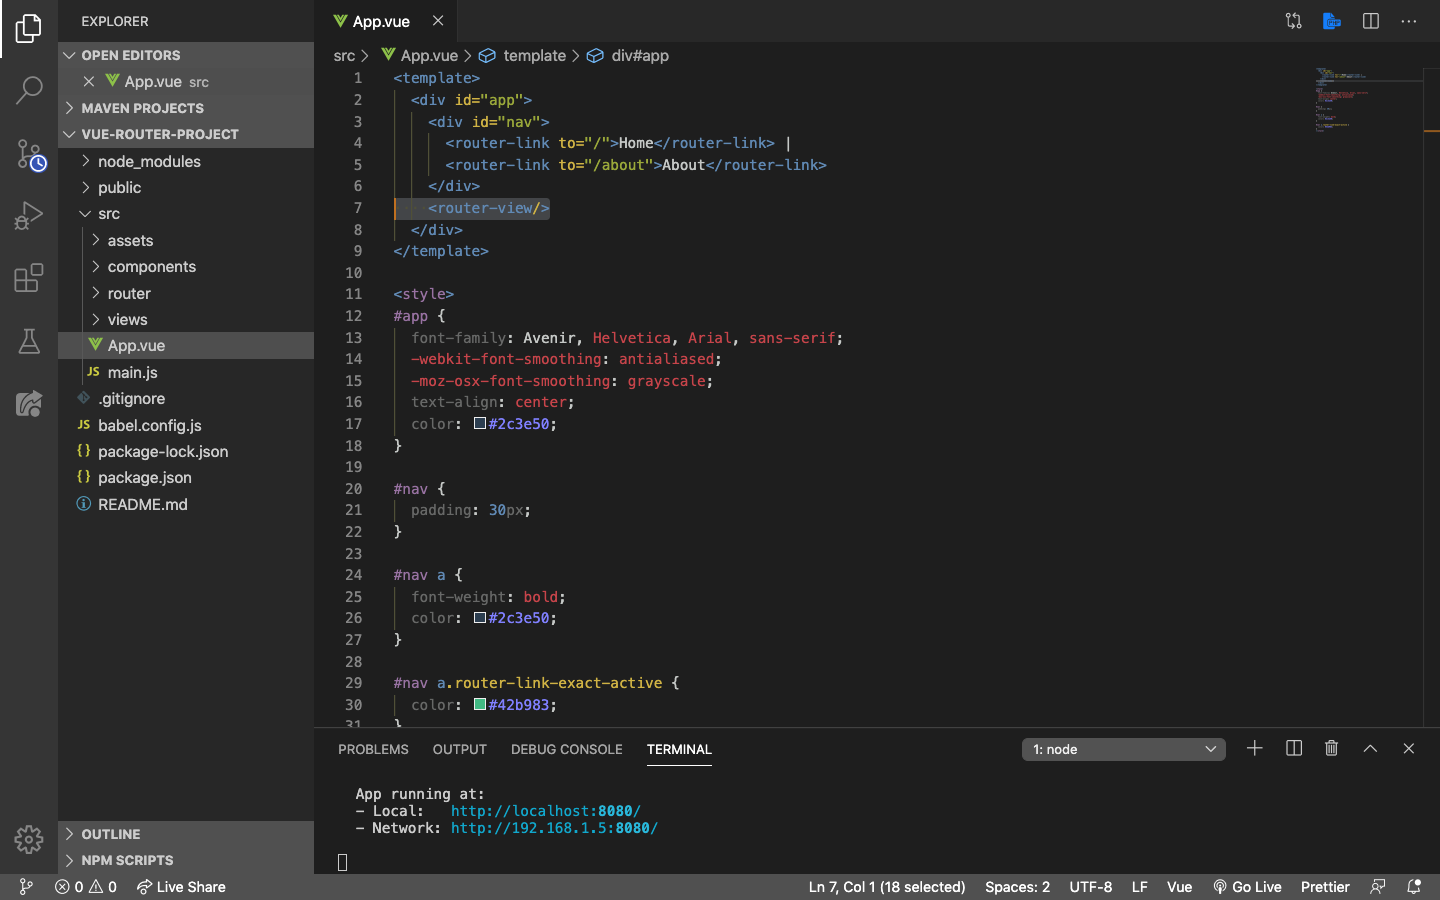 EXPLORER
OPEN EDITORS
App.vue src
MAVEN PROJECTS
VUE-ROUTER-PROJECT
node_modules
public
src
assets
components
router
views
App.vue
JS main.js
.gitignore
JS babel.config.js
{} package-lock.json
{} package.json
README.md
OUTLINE
NPM SCRIPTS
App.vue
src > App.vue > template > div#app
1 <template>
2 <div id="app">
3 <div id="nav">
4 <router-link to="/">Home</router-link> |
5 <router-link to="/about">About</router-link>
6 </div>
7 <router-view/>
8 </div>
9 </template>
10
11 <style>
12 #app {
13 font-family: Avenir, Helvetica, Arial, sans-serif;
14 -webkit-font-smoothing: antialiased;
15 -moz-osx-font-smoothing: grayscale;
16 text-align: center;
17 color: #2c3e50;
18 }
19
20 #nav {
21 padding: 30px;
22 }
23
24 #nav a {
25 font-weight: bold;
26 color: #2c3e50;
27 }
28
29 #nav a.router-link-exact-active {
30 color: #42b983;
31 }
PROBLEMS OUTPUT DEBUG CONSOLE TERMINAL 1: node
App running at:
- Local: http://localhost:8080/
- Network: http://192.168.1.5:8080/
0 0 Live Share Ln 7, Col 1 (18 selected) Spaces: 2 UTF-8 LF Vue Go Live Prettier